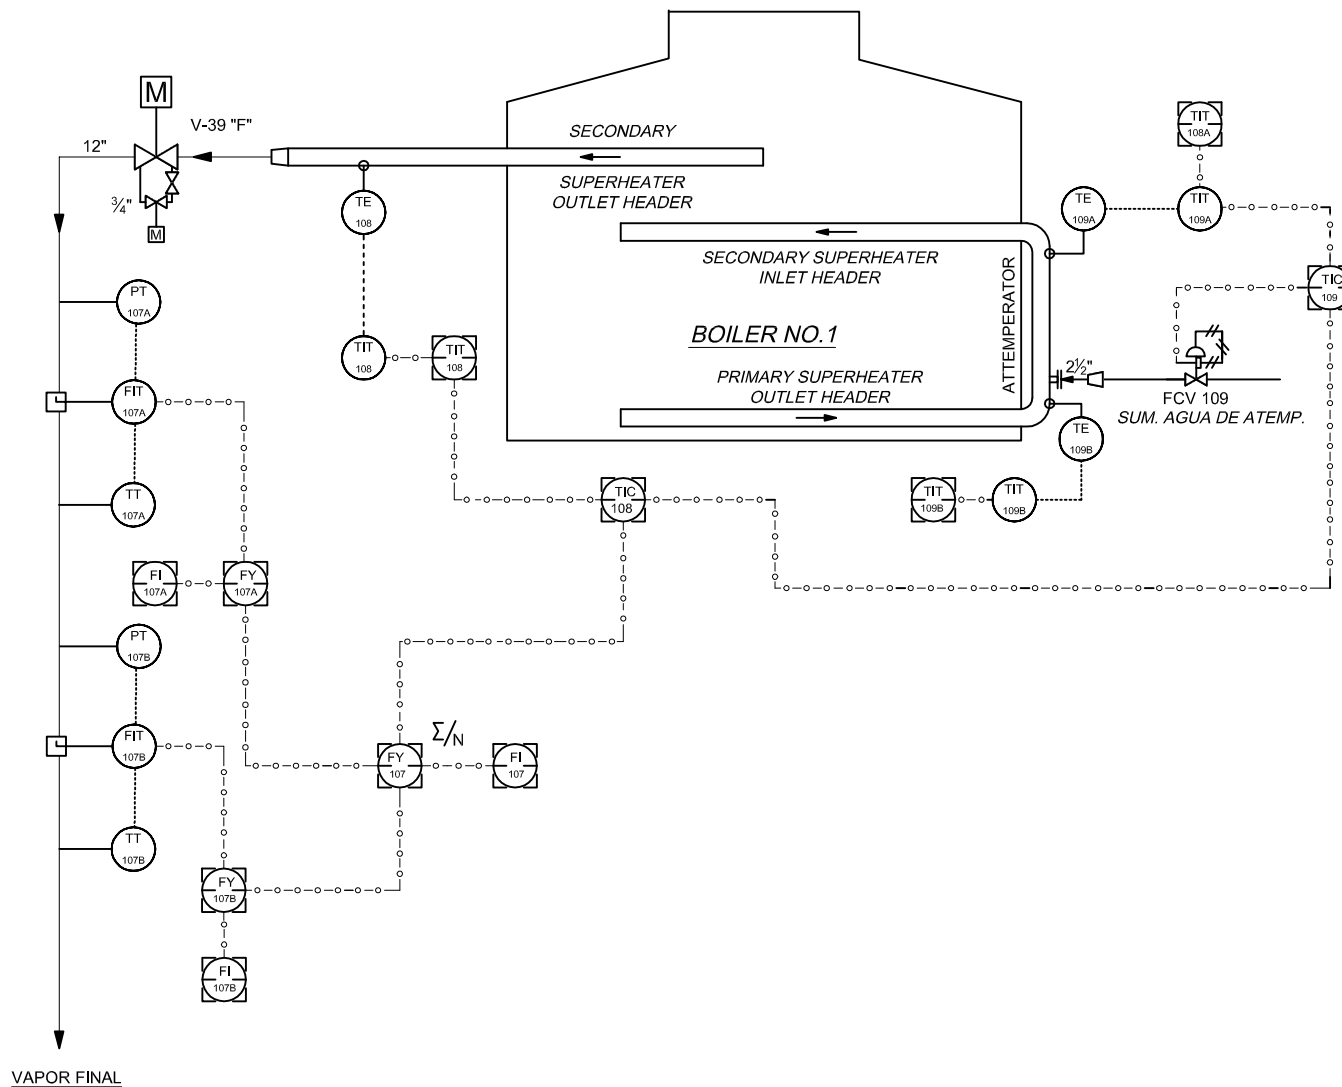 M
V-39 "F"
12"
¾"
M
SECONDARY
SUPERHEATER
OUTLET HEADER
TE
108
TIT
108A
TE
109A
TIT
109A
SECONDARY SUPERHEATER
INLET HEADER
ATTEMPERATOR
TIC
109
PT
107A
BOILER NO.1
TIT
108
TIT
108
PRIMARY SUPERHEATER
OUTLET HEADER
2½"
FCV 109
SUM. AGUA DE ATEMP.
FIT
107A
TE
109B
TT
107A
TIC
108
TIT
109B
TIT
109B
FI
107A
FY
107A
PT
107B
FIT
107B
Σ/N
FY
107
FI
107
TT
107B
FY
107B
FI
107B
VAPOR FINAL